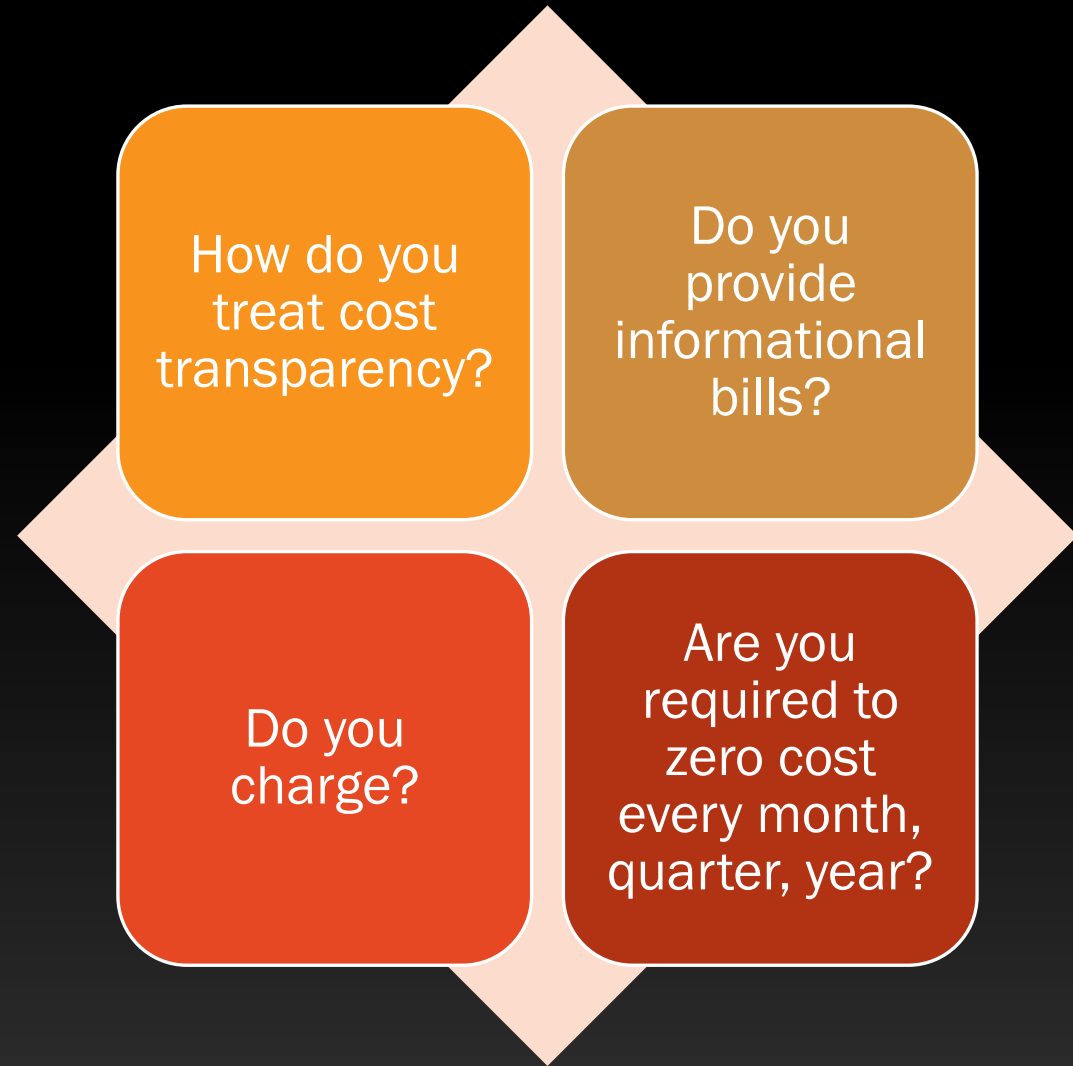 How do you
treat cost
transparency?
Do you
provide
informational
bills?
Do you
charge?
Are you
required to
zero cost
every month,
quarter, year?